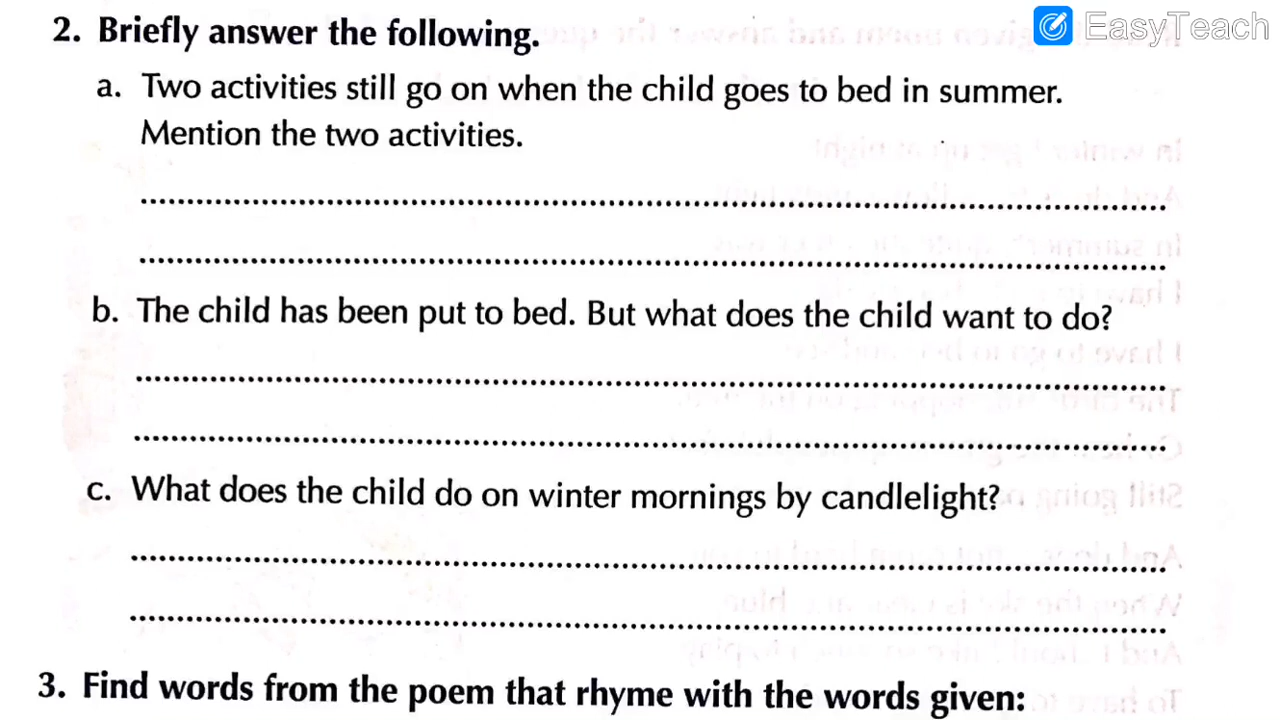 EasyTeach
2. Briefly answer the following.
a. Two activities still go on when the child goes to bed in summer.
Mention the two activities.
b. The child has been put to bed. But what does the child want to do?
c. What does the child do on winter mornings by candlelight?
3. Find words from the poem that rhyme with the words given: